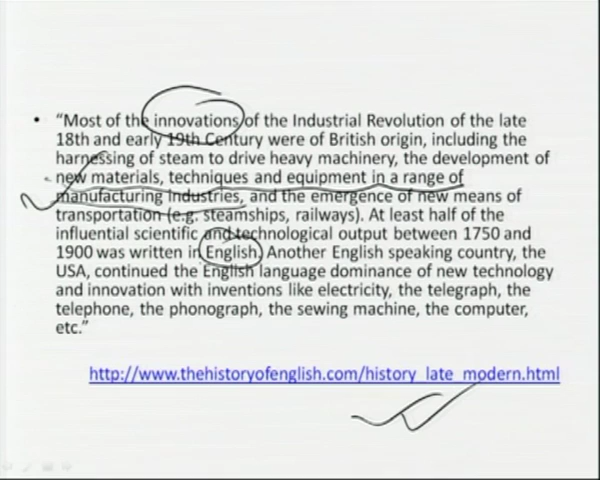 • “Most of the innovations of the Industrial Revolution of the late
18th and early 19th Century were of British origin, including the
harnessing of steam to drive heavy machinery, the development of
new materials, techniques and equipment in a range of
manufacturing industries, and the emergence of new means of
transportation (e.g. steamships, railways). At least half of the
influential scientific and technological output between 1750 and
1900 was written in English. Another English speaking country, the
USA, continued the English language dominance of new technology
and innovation with inventions like electricity, the telegraph, the
telephone, the phonograph, the sewing machine, the computer,
etc.”
http://www.thehistoryofenglish.com/history_late_modern.html